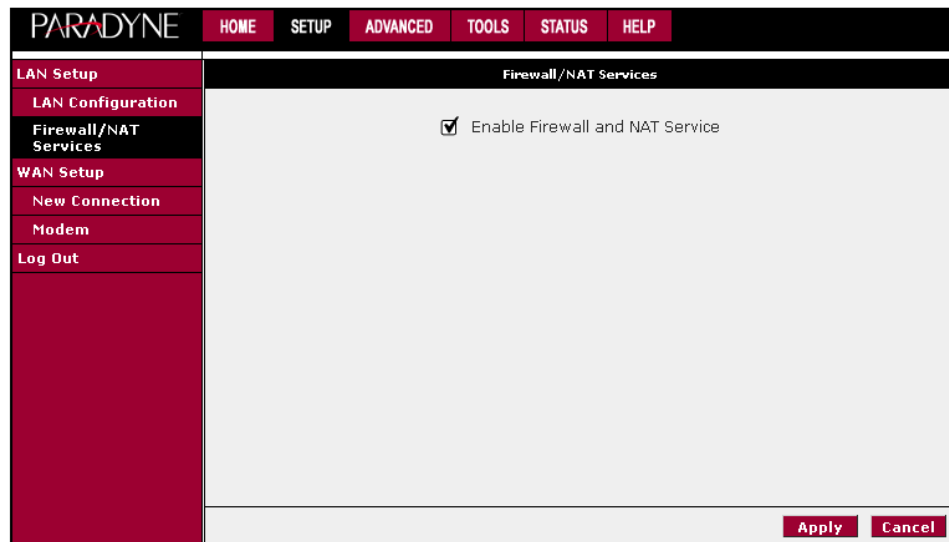 PARADYNE
HOME SETUP ADVANCED TOOLS STATUS HELP
LAN Setup
LAN Configuration
Firewall/NAT
Services
WAN Setup
New Connection
Modem
Log Out
Firewall/NAT Services
Enable Firewall and NAT Service
Apply Cancel